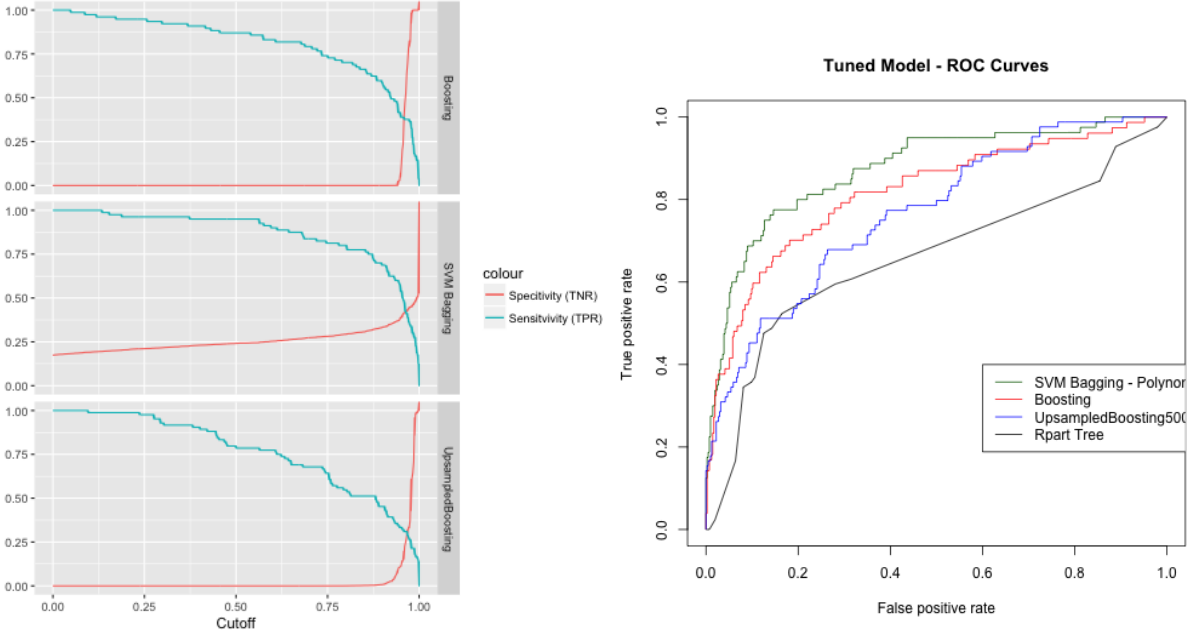 1.00
0.75
0.50
0.25
0.00
Boosting
1.00
0.75
0.50
0.25
0.00
SVM Bagging
1.00
0.75
0.50
0.25
0.00
UpsampledBoosting
0.00 0.25 0.50 0.75 1.00
Cutoff
colour
Specitivity (TNR)
Sensitvivity (TPR)
Tuned Model - ROC Curves
True positive rate
1.0
0.8
0.6
0.4
0.2
0.0
SVM Bagging - Polynor
Boosting
UpsampledBoosting500
Rpart Tree
0.0 0.2 0.4 0.6 0.8 1.0
False positive rate